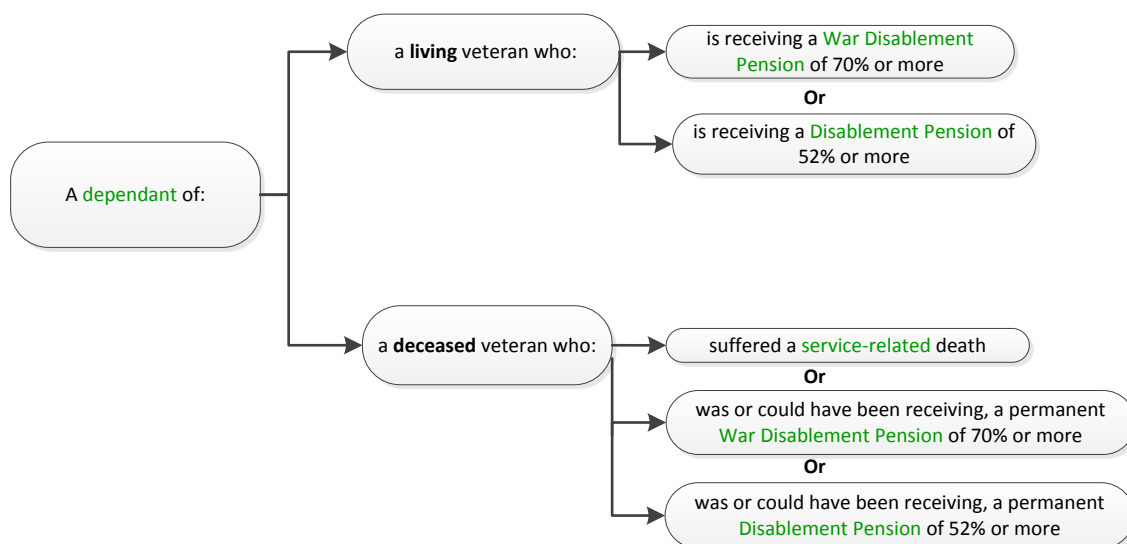 A dependant of:
a living veteran who:
is receiving a War Disablement
Pension of 70% or more
Or
is receiving a Disablement Pension of
52% or more
a deceased veteran who:
suffered a service-related death
Or
was or could have been receiving, a permanent
War Disablement Pension of 70% or more
Or
was or could have been receiving, a permanent
Disablement Pension of 52% or more